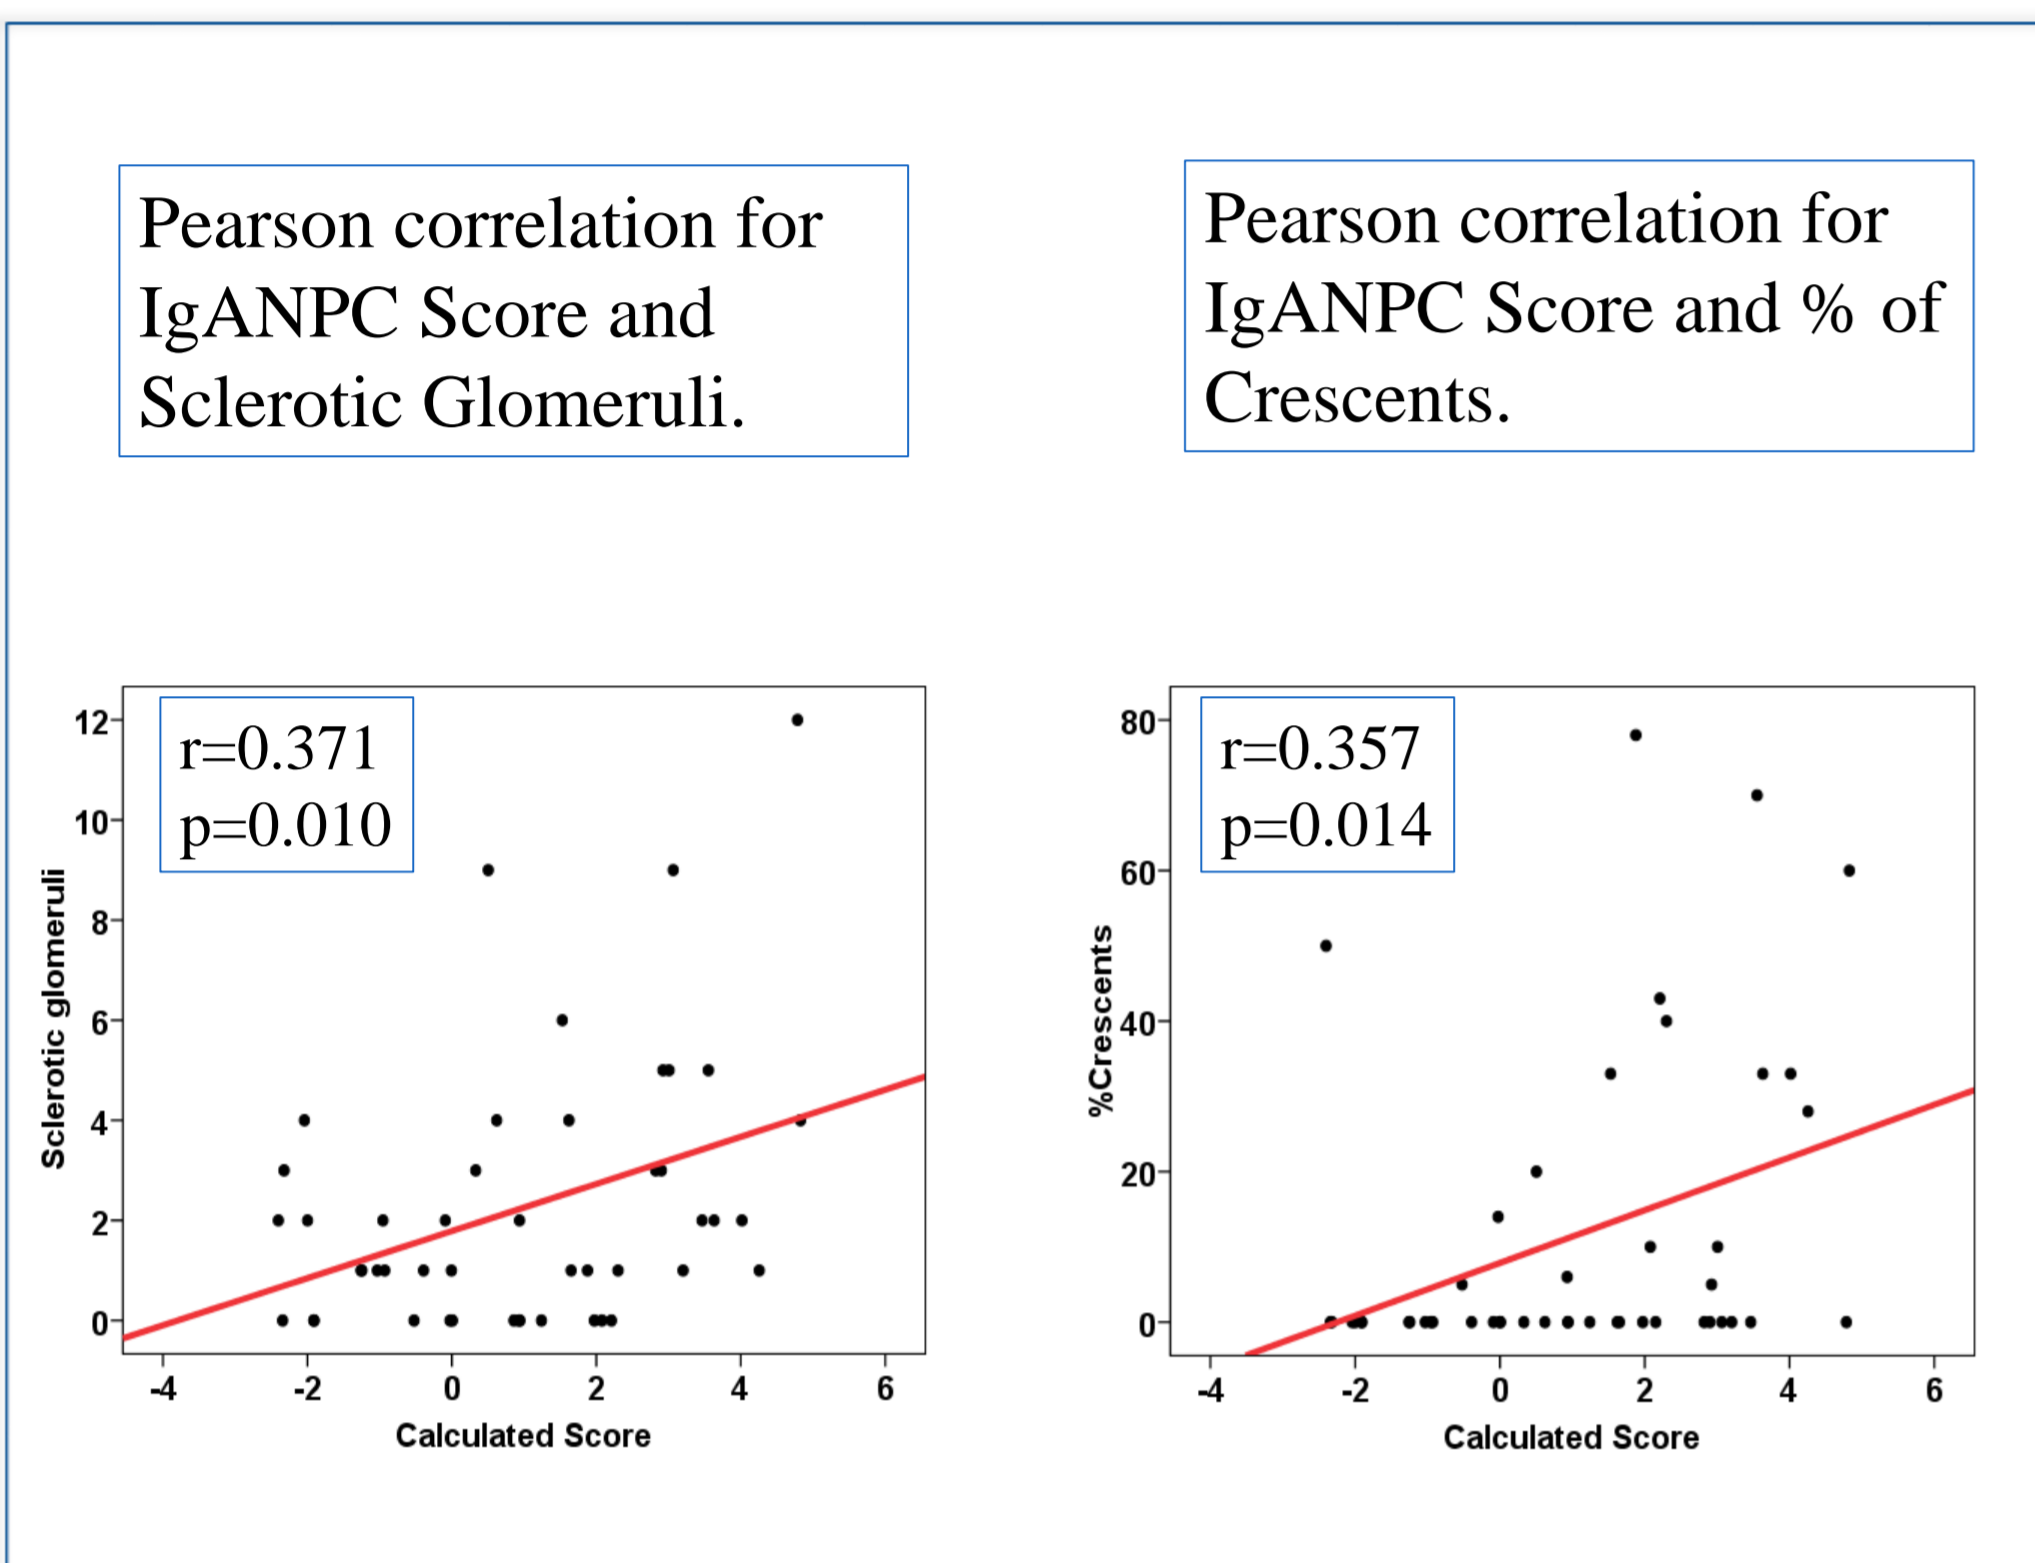 Pearson correlation for
IgANPC Score and
Sclerotic Glomeruli.
Pearson correlation for
IgANPC Score and % of
Crescents.
r=0.371
p=0.010
12
10
8
6
4
2
0
Sclerotic glomeruli
-4 -2 0 2 4 6
Calculated Score
r=0.357
p=0.014
80
60
40
20
0
%Crescents
-4 -2 0 2 4 6
Calculated Score